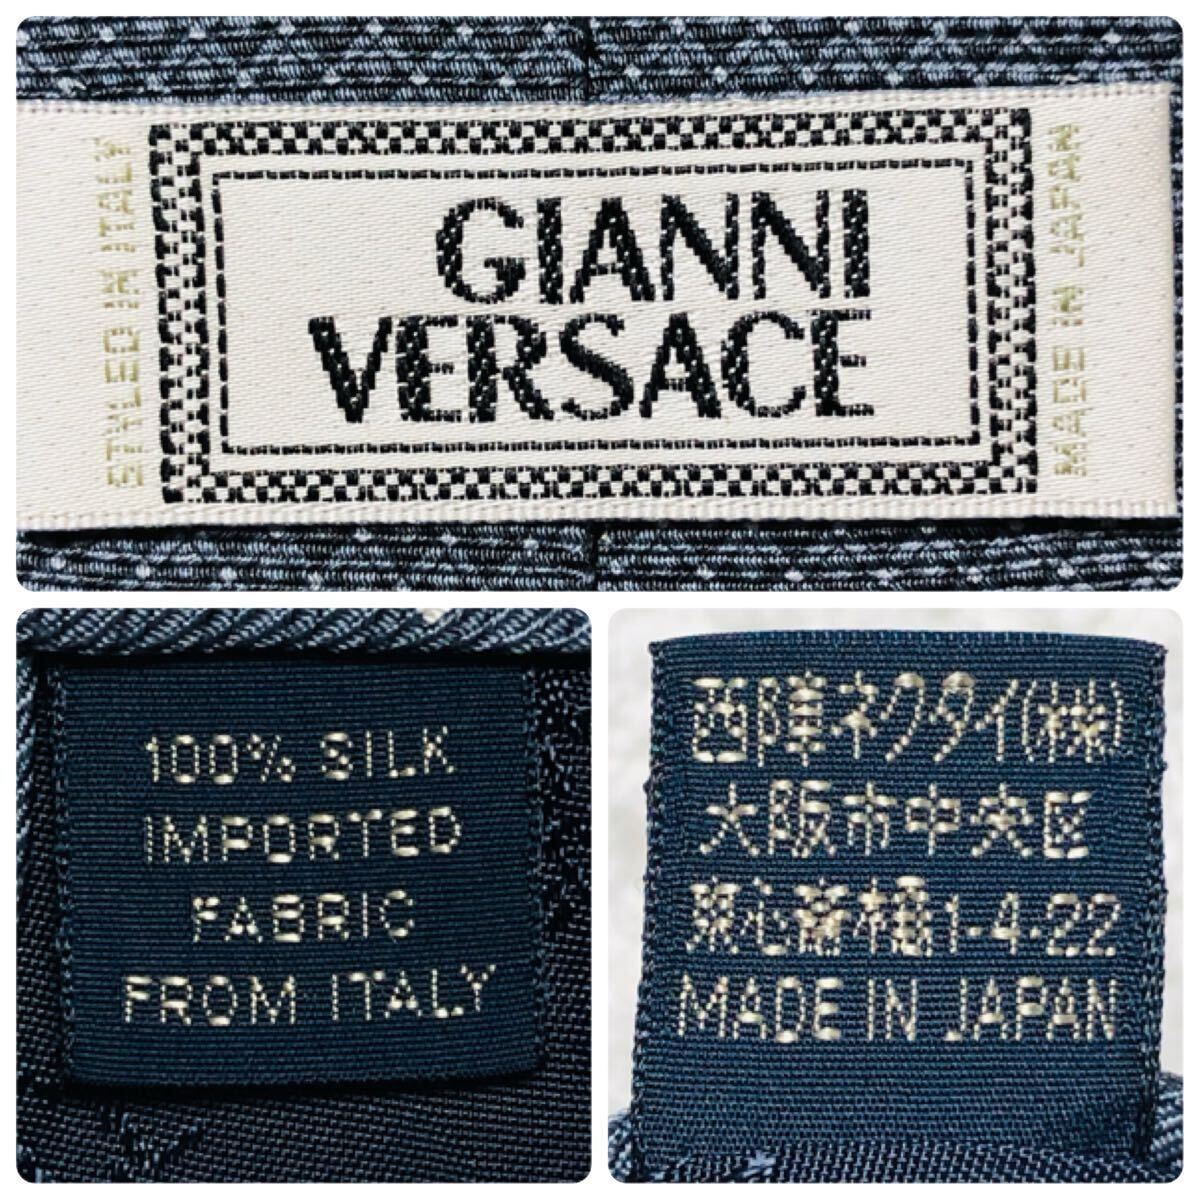 STYLED IN ITALY
GIANNI
VERSACE
MADE IN JAPAN
100% SILK
IMPORTED
FABRIC
FROM ITALY
西陣ネクタイ(株)
大阪市中央区
東心斎橋1-4-22
MADE IN JAPAN